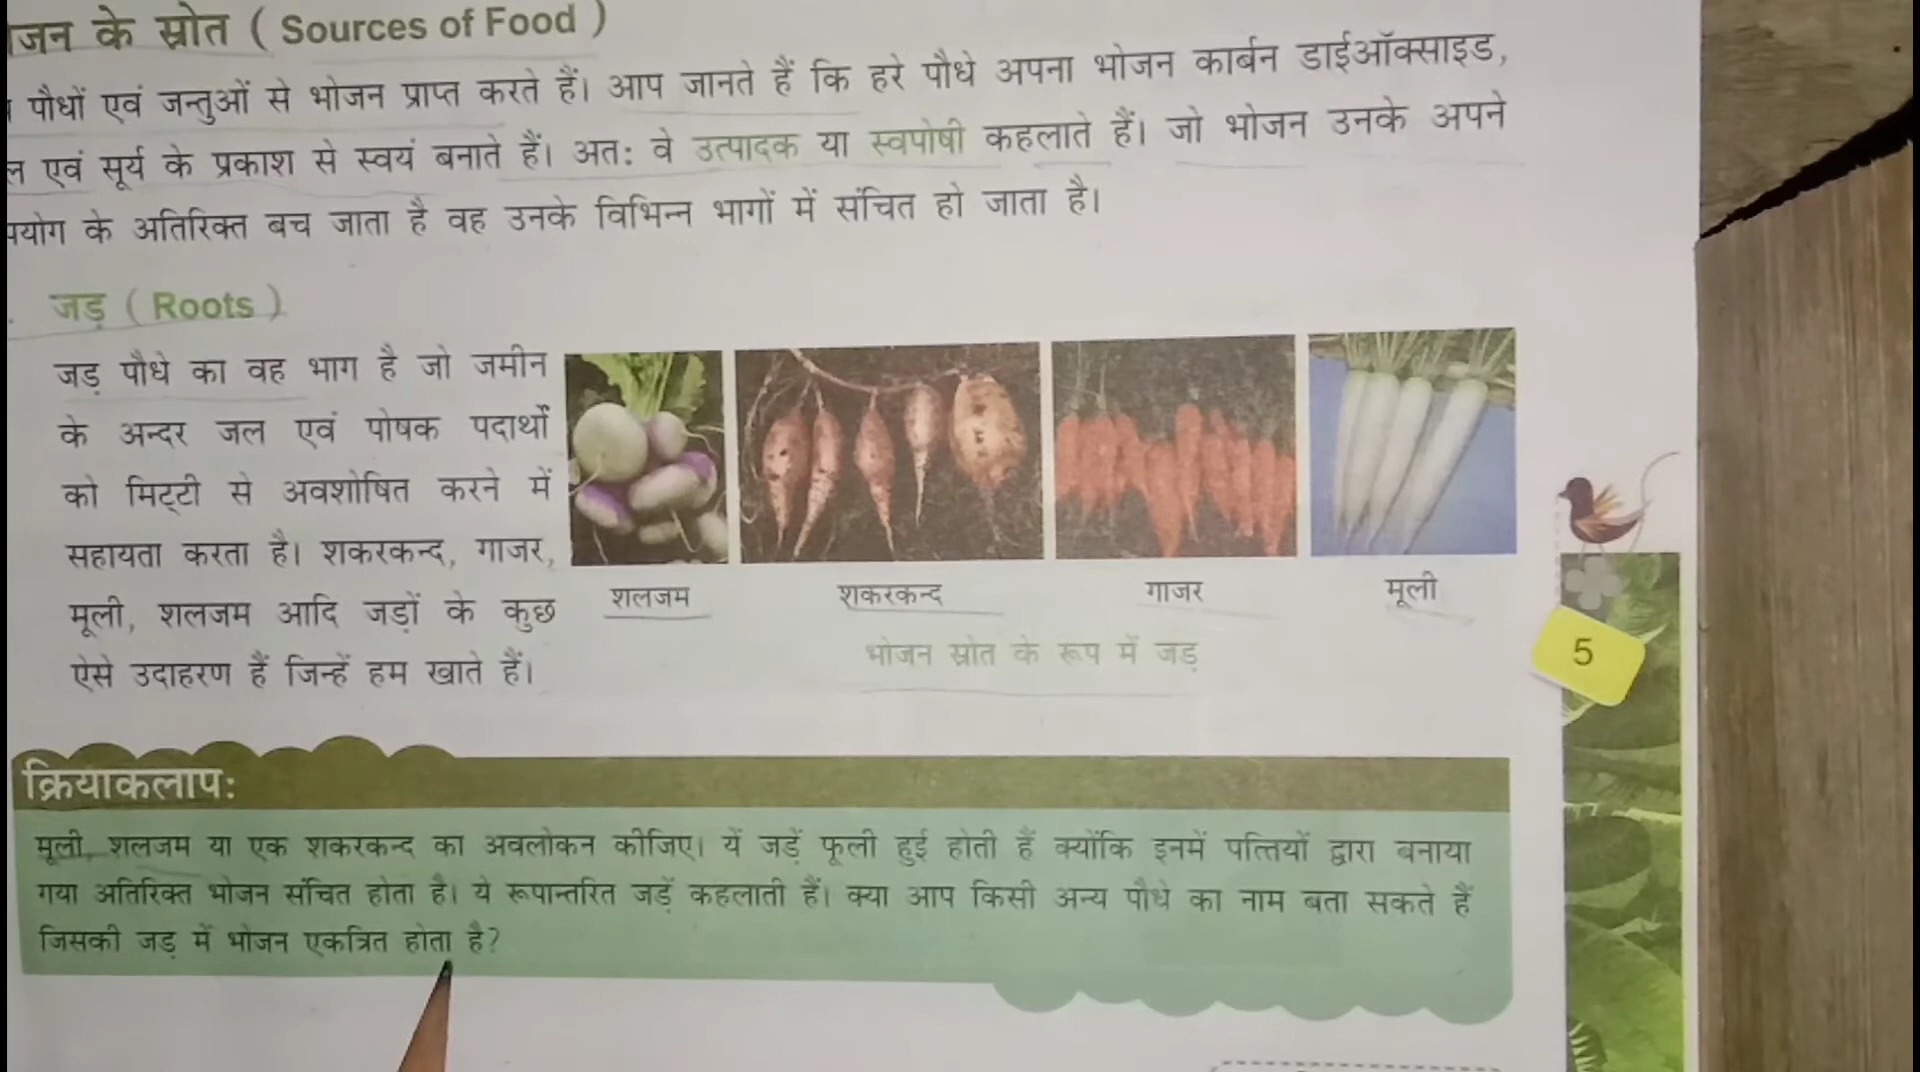 के स्रोत ( Sources of Food )
पौधों एवं जन्तुओं से भोजन प्राप्त करते हैं। आप जानते हैं कि हरे पौधे अपना भोजन कार्बन डाईऑक्साइड,
एवं सूर्य के प्रकाश से स्वयं बनाते हैं। अतः वे उत्पादक या स्वपोषी कहलाते हैं। जो भोजन उनके अपने
के अतिरिक्त बच जाता है वह उनके विभिन्न भागों में संचित हो जाता है।
जड़ ( Roots )
जड़ पौधे का वह भाग है जो जमीन
के अन्दर जल एवं पोषक पदार्थों
को मिट्टी से अवशोषित करने में
सहायता करता है। शकरकन्द, गाजर,
मूली, शलजम आदि जड़ों के कुछ
ऐसे उदाहरण हैं जिन्हें हम खाते हैं।
शलजम शकरकन्द गाजर मूली
भोजन स्रोत के रूप में जड़
5
क्रियाकलाप:
मूली, शलजम या एक शकरकन्द का अवलोकन कीजिए। यें जड़ें फूली हुई होती हैं क्योंकि इनमें पत्तियों द्वारा बनाया
गया अतिरिक्त भोजन संचित होता है। ये रूपान्तरित जड़ें कहलाती हैं। क्या आप किसी अन्य पौधे का नाम बता सकते हैं
जिसकी जड़ में भोजन एकत्रित होता है?